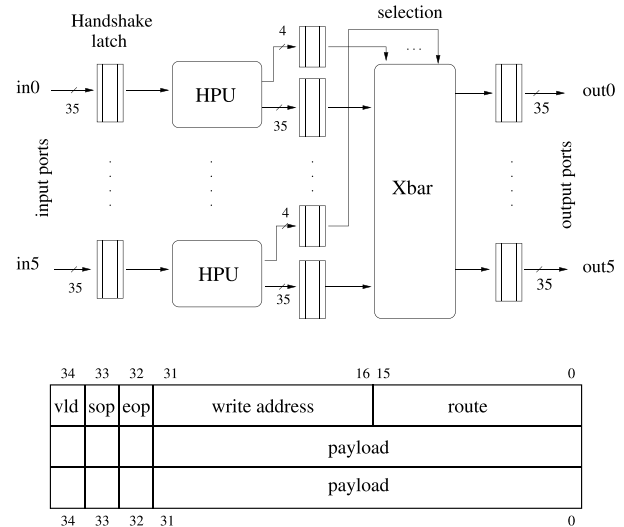 selection
Handshake
latch
4
in0
35
HPU
35
...
35
out0
input ports
Xbar
output ports
4
in5
35
HPU
35
35
out5
34 33 32 31 16 15 0
vld sop eop write address route
payload
payload
34 33 32 31 0